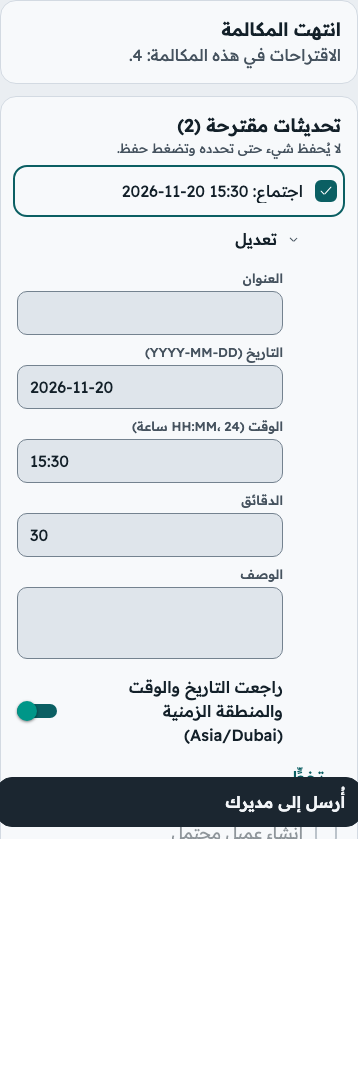 انتهت المكالمة
الاقتراحات في هذه المكالمة: 4.
تحديثات مقترحة (2)
لا يُحفظ شيء حتى تحدده وتضغط حفظ.
اجتماع: 15:30 20-11-2026
تعديل
العنوان
التاريخ (YYYY-MM-DD)
2026-11-20
الوقت (HH:MM، 24 ساعة)
15:30
الدقائق
30
الوصف
راجعت التاريخ والوقت
والمنطقة الزمنية
(Asia/Dubai)
أُرسل إلى مديرك
إنشاء عميل محتمل